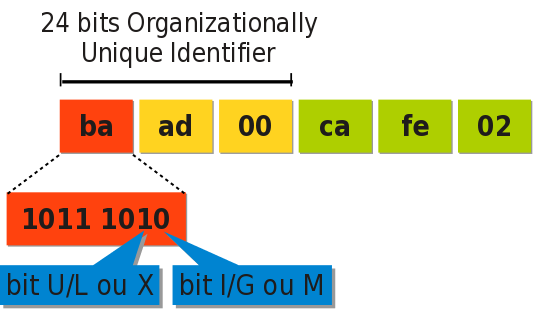 24 bits Organizationally
Unique Identifier
ba ad 00 ca fe 02
1011 1010
bit U/L ou X bit I/G ou M